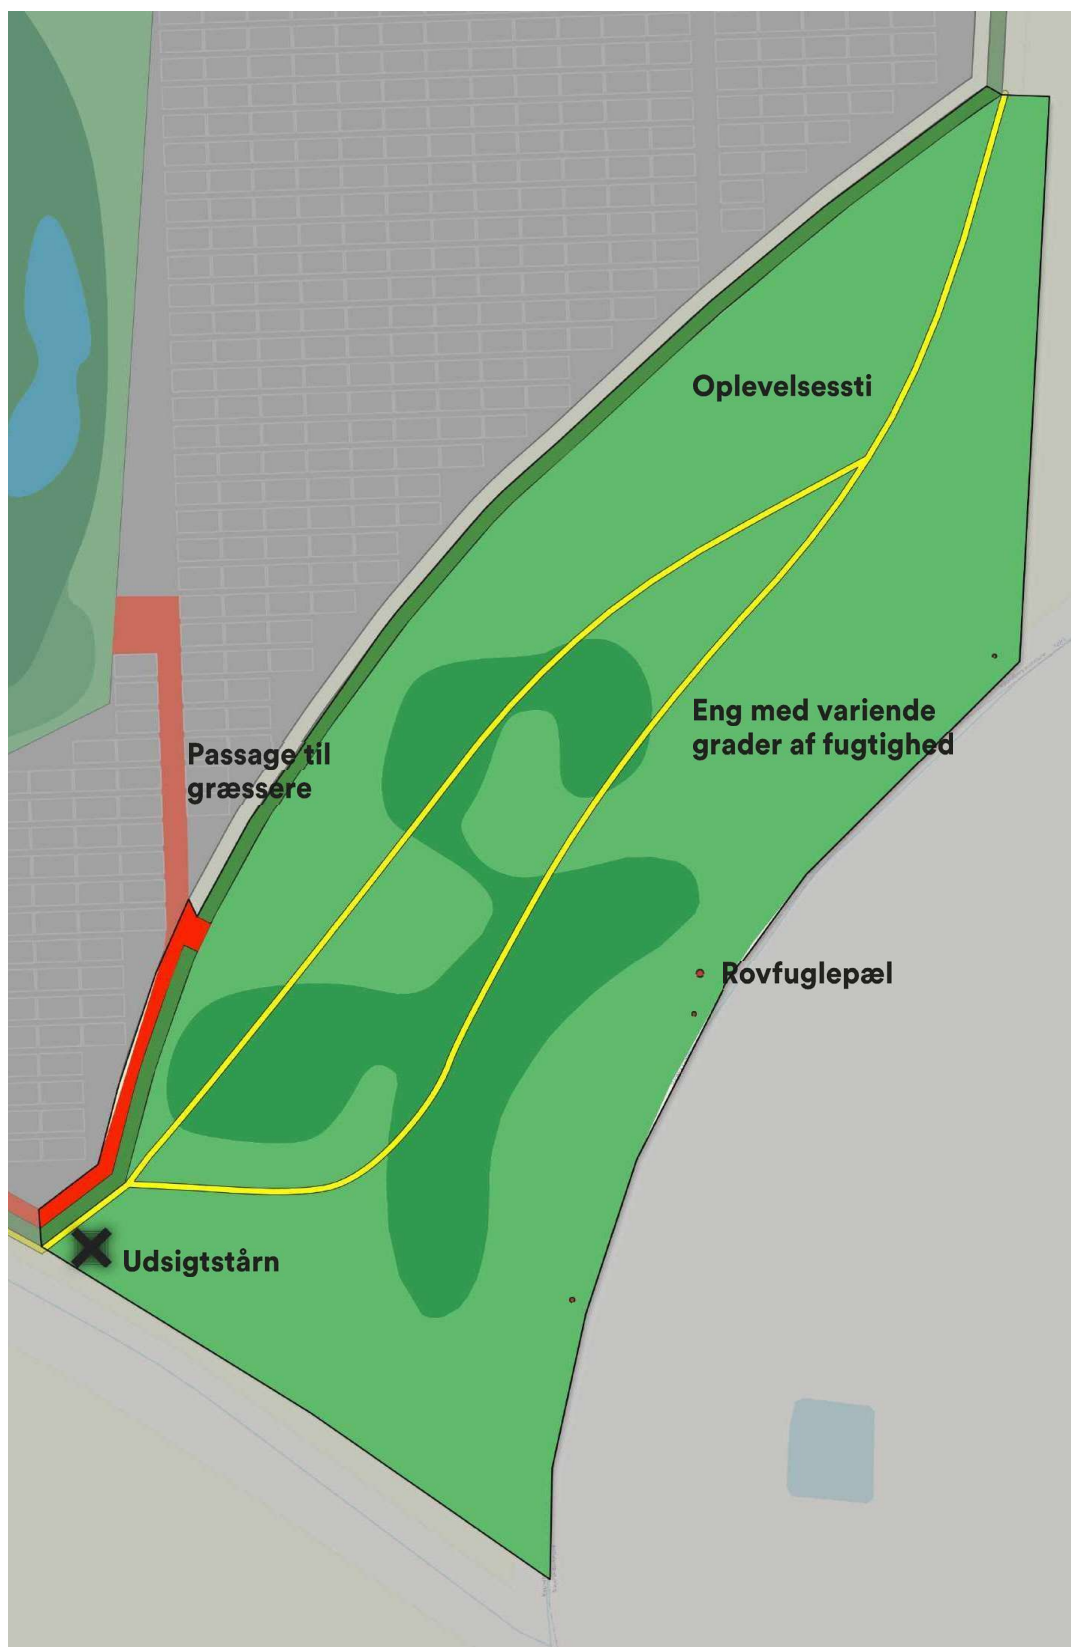 Oplevelsessti
Eng med variende
grader af fugtighed
Passage til
græssere
Rovfuglepæl
Udsigtstårn